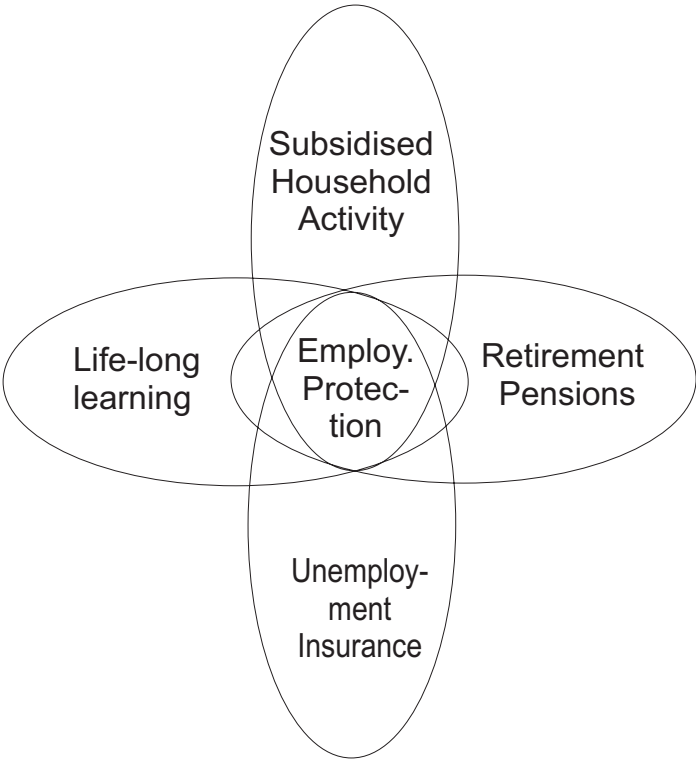 Subsidised
Household
Activity
Life-long
learning
Employ.
Protec-
tion
Retirement
Pensions
Unemploy-
ment
Insurance